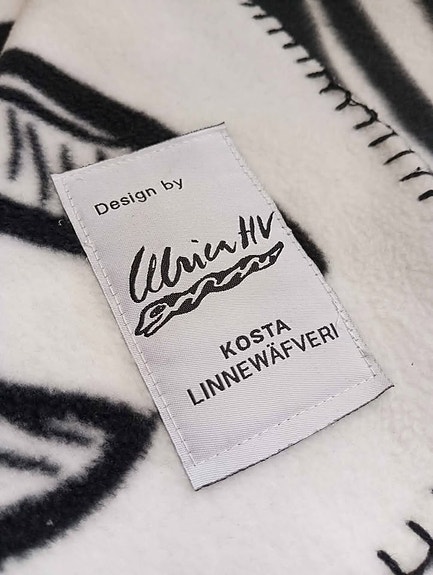 Design by
Ulrica HV
KOSTA
LINNEWÄFVERI